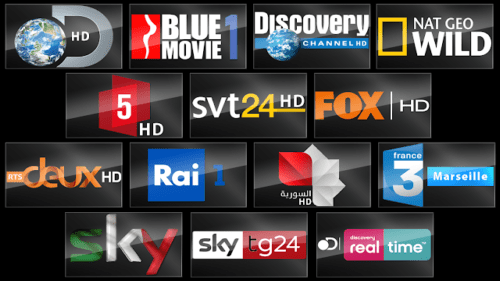 D HD
BLUE MOVIE 1
DISCOVERY CHANNEL HD
NAT GEO WILD
5 HD
svt24 HD
FOX HD
RTS deux HD
Rai 1
السورية HD
france 3 Marseille
sky
sky tg24
D discovery real time